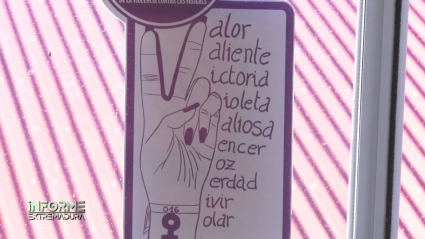 DE LA VIOLENCIA CONTRA LAS MUJERES
V
alor
aliente
ictoria
ioleta
aliosa
encer
oz
erdad
ivir
olar
016
INFORME
EXTREMADURA